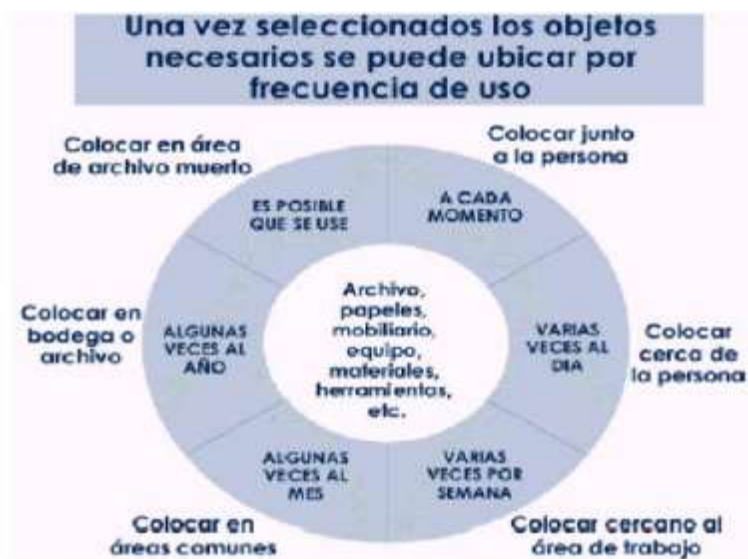 Una vez seleccionados los objetos
necesarios se puede ubicar por
frecuencia de uso
Colocar en área
de archivo muerto
Colocar junto
a la persona
ES POSIBLE
QUE SE USE
A CADA
MOMENTO
Colocar en
bodega o
archivo
ALGUNAS
VECES AL
AÑO
Archivo,
papeles,
mobiliario,
equipo,
materiales,
herramientas,
etc.
VARIAS
VECES AL
DIA
Colocar
cerca de
la persona
ALGUNAS
VECES AL
MES
VARIAS
VECES POR
SEMANA
Colocar en
áreas comunes
Colocar cercano al
área de trabajo